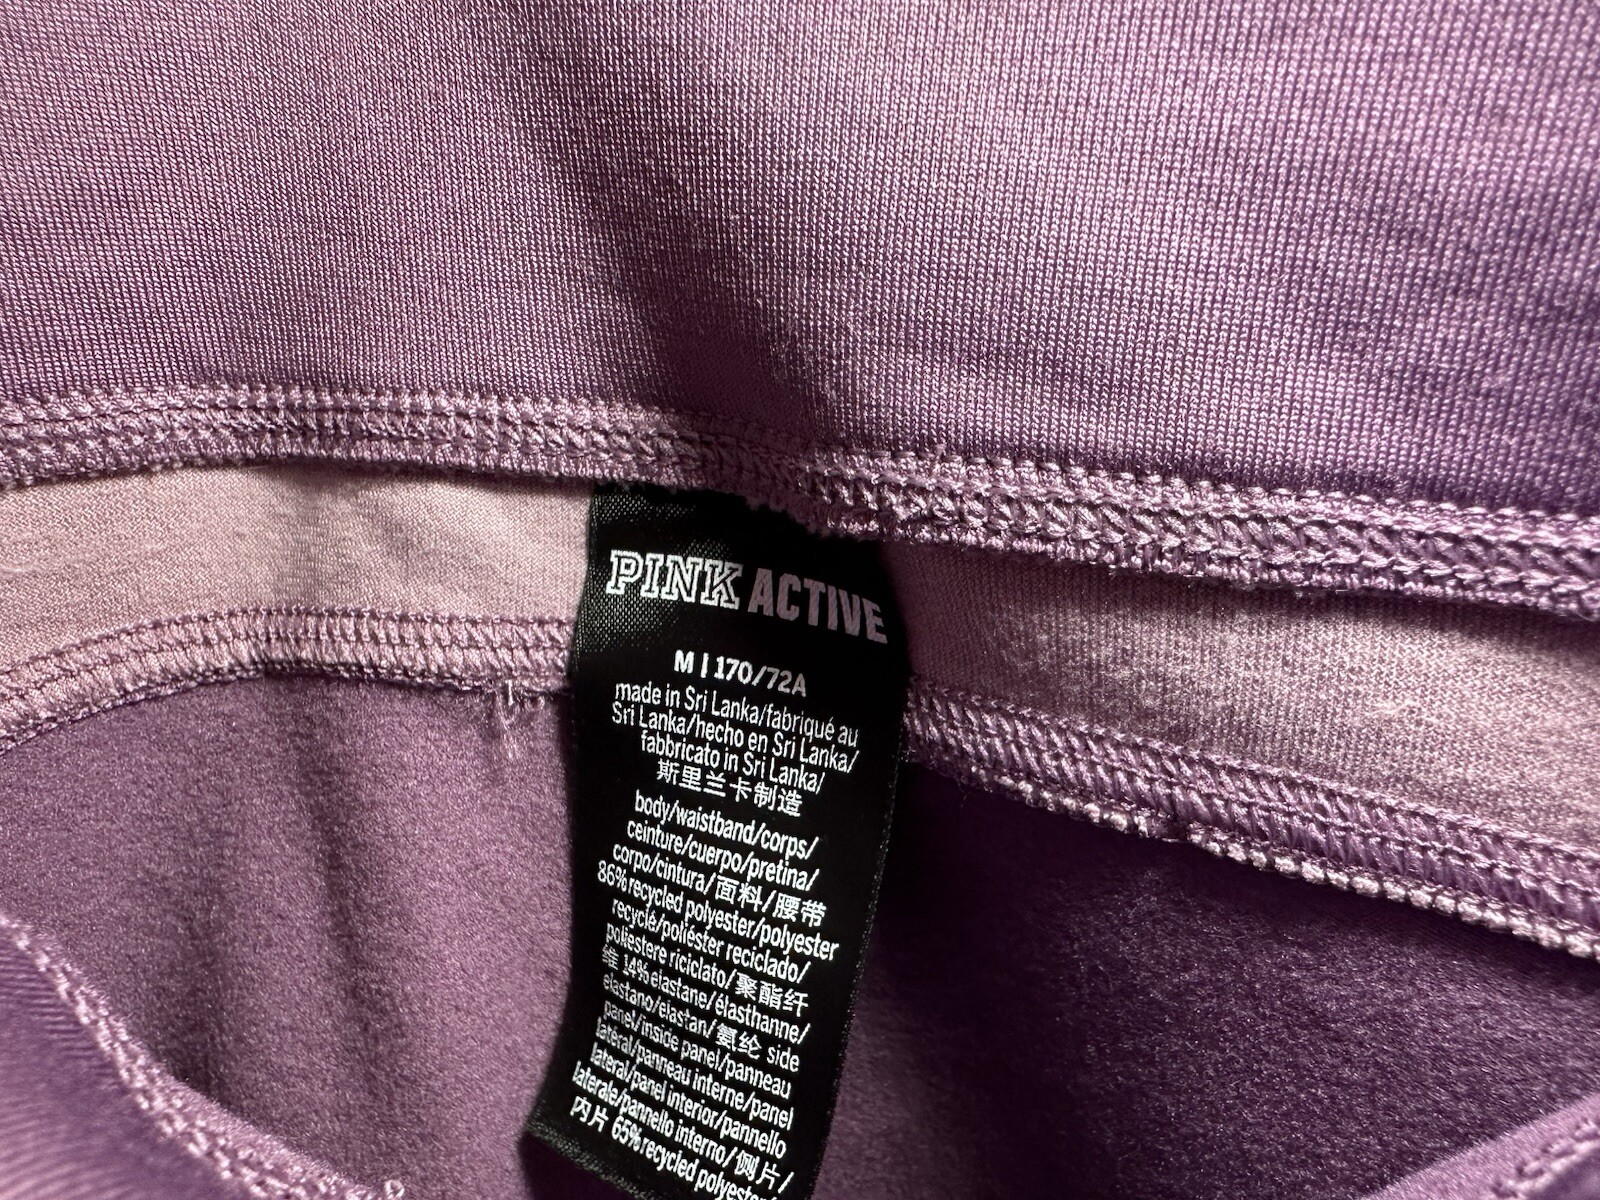 PINK ACTIVE
M | 170/72A
made in Sri Lanka/fabriqué au
Sri Lanka/hecho en Sri Lanka/
fabbricato in Sri Lanka/
斯里兰卡制造
body/waistband/corps/
ceinture/cuerpo/pretina/
corpo/cintura/面料/腰带
86% recycled polyester/polyester
recyclé/poliéster reciclado/
poliestere riciclato/聚酯纤
维 14% elastane/élasthanne/
elastano/elastan/氨纶 side
panel/inside panel/panneau
latéral/panneau interne/panel
lateral/panel interior/pannello
laterale/pannello interno/侧片/
内片 65% recycled polyester/